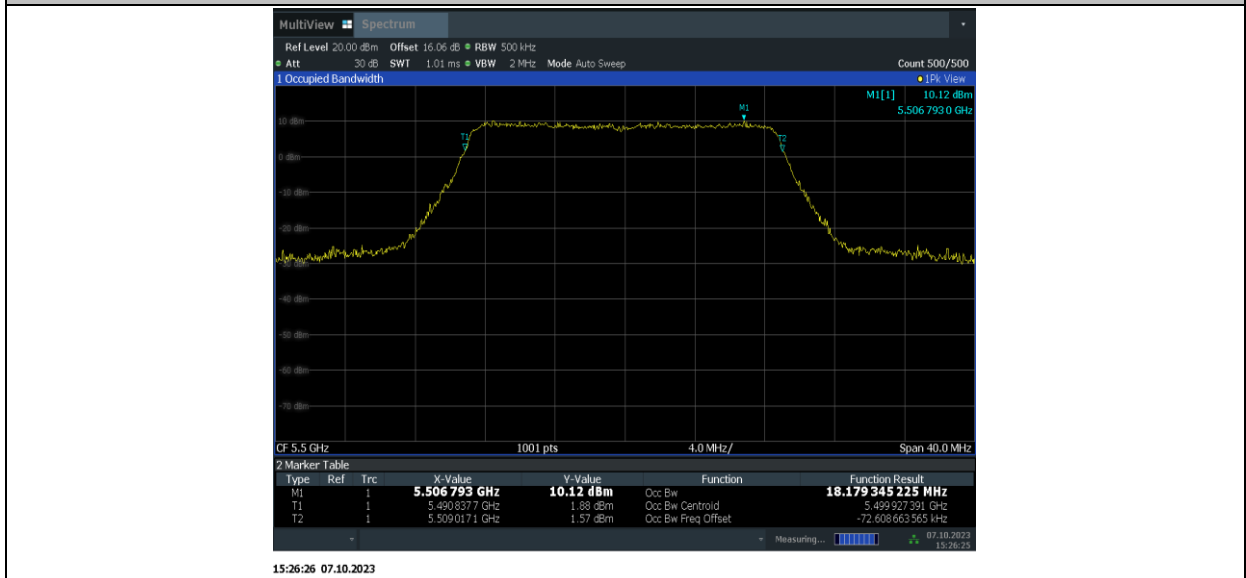 MultiView Spectrum
Ref Level 20.00 dBm Offset 16.06 dB RBW 500 kHz
Att 30 dB SWT 1.01 ms VBW 2 MHz Mode Auto Sweep Count 500/500
1 Occupied Bandwidth 1Pk View
M1[1] 10.12 dBm
5.506 793 0 GHz
M1
10 dBm
T1
T2
0 dBm
-10 dBm
-20 dBm
-30 dBm
-40 dBm
-50 dBm
-60 dBm
-70 dBm
CF 5.5 GHz 1001 pts 4.0 MHz/ Span 40.0 MHz
2 Marker Table
Type Ref Trc X-Value Y-Value Function Function Result
M1 1 5.506 793 GHz 10.12 dBm Occ Bw 18.179 345 225 MHz
T1 1 5.490 837 7 GHz 1.88 dBm Occ Bw Centroid 5.499 927 391 GHz
T2 1 5.509 017 1 GHz 1.57 dBm Occ Bw Freq Offset -72.608 663 565 kHz
Measuring... 07.10.2023
15:26:25
15:26:26 07.10.2023